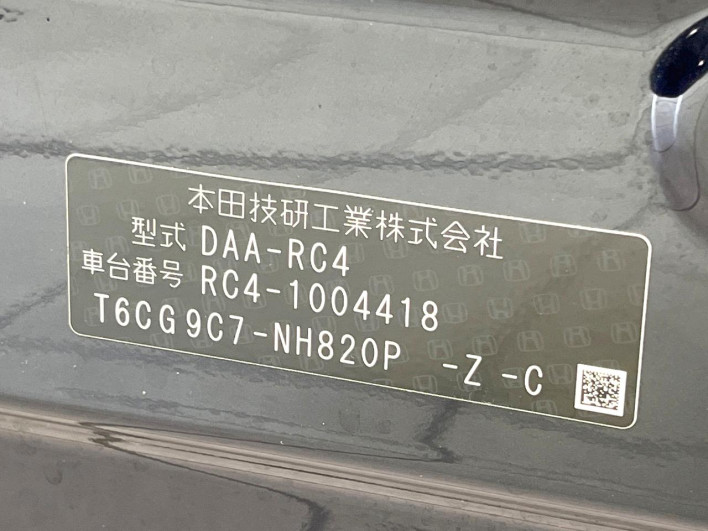 本田技研工業株式会社
型式 DAA-RC4
車台番号 RC4-1004418
T6CG9C7-NH820P -Z -C